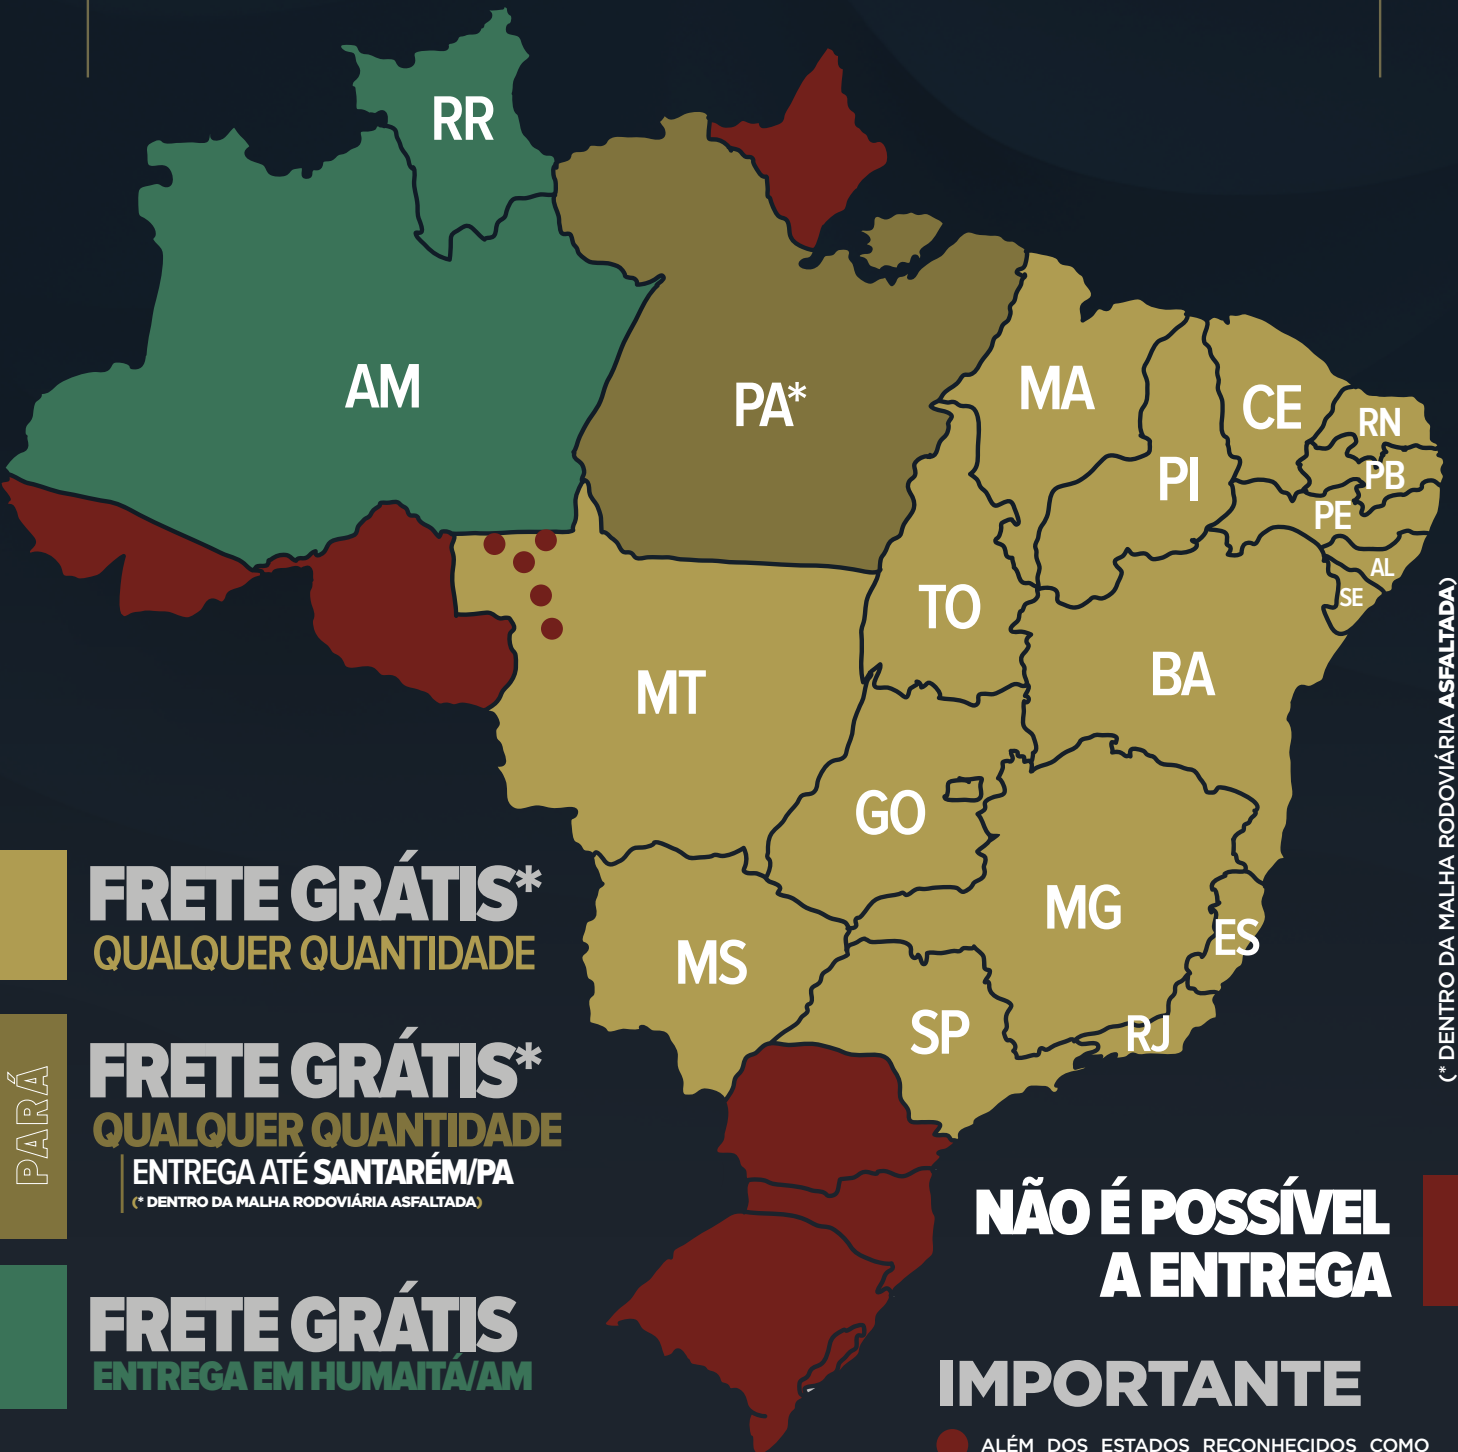 RR
AM
PA*
MA
CE
RN
PI
PB
PE
AL
SE
TO
BA
MT
GO
MG
ES
MS
SP
RJ
(* DENTRO DA MALHA RODOVIÁRIA ASFALTADA)
FRETE GRÁTIS*
QUALQUER QUANTIDADE
PARÁ
FRETE GRÁTIS*
QUALQUER QUANTIDADE
ENTREGA ATÉ SANTARÉM/PA
(* DENTRO DA MALHA RODOVIÁRIA ASFALTADA)
FRETE GRÁTIS
ENTREGA EM HUMAITÁ/AM
NÃO É POSSÍVEL
A ENTREGA
IMPORTANTE
ALÉM DOS ESTADOS RECONHECIDOS COMO